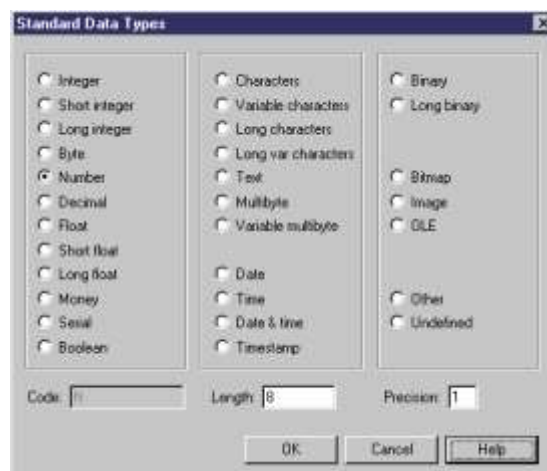 Standard Data Types
Integer
Short integer
Long integer
Byte
Number
Decimal
Float
Short float
Long float
Money
Serial
Boolean
Characters
Variable characters
Long characters
Long var characters
Text
Multibyte
Variable multibyte
Date
Time
Date & time
Timestamp
Binary
Long binary
Bitmap
Image
OLE
Other
Undefined
Code: N Length: 8 Precision: 1
OK Cancel Help